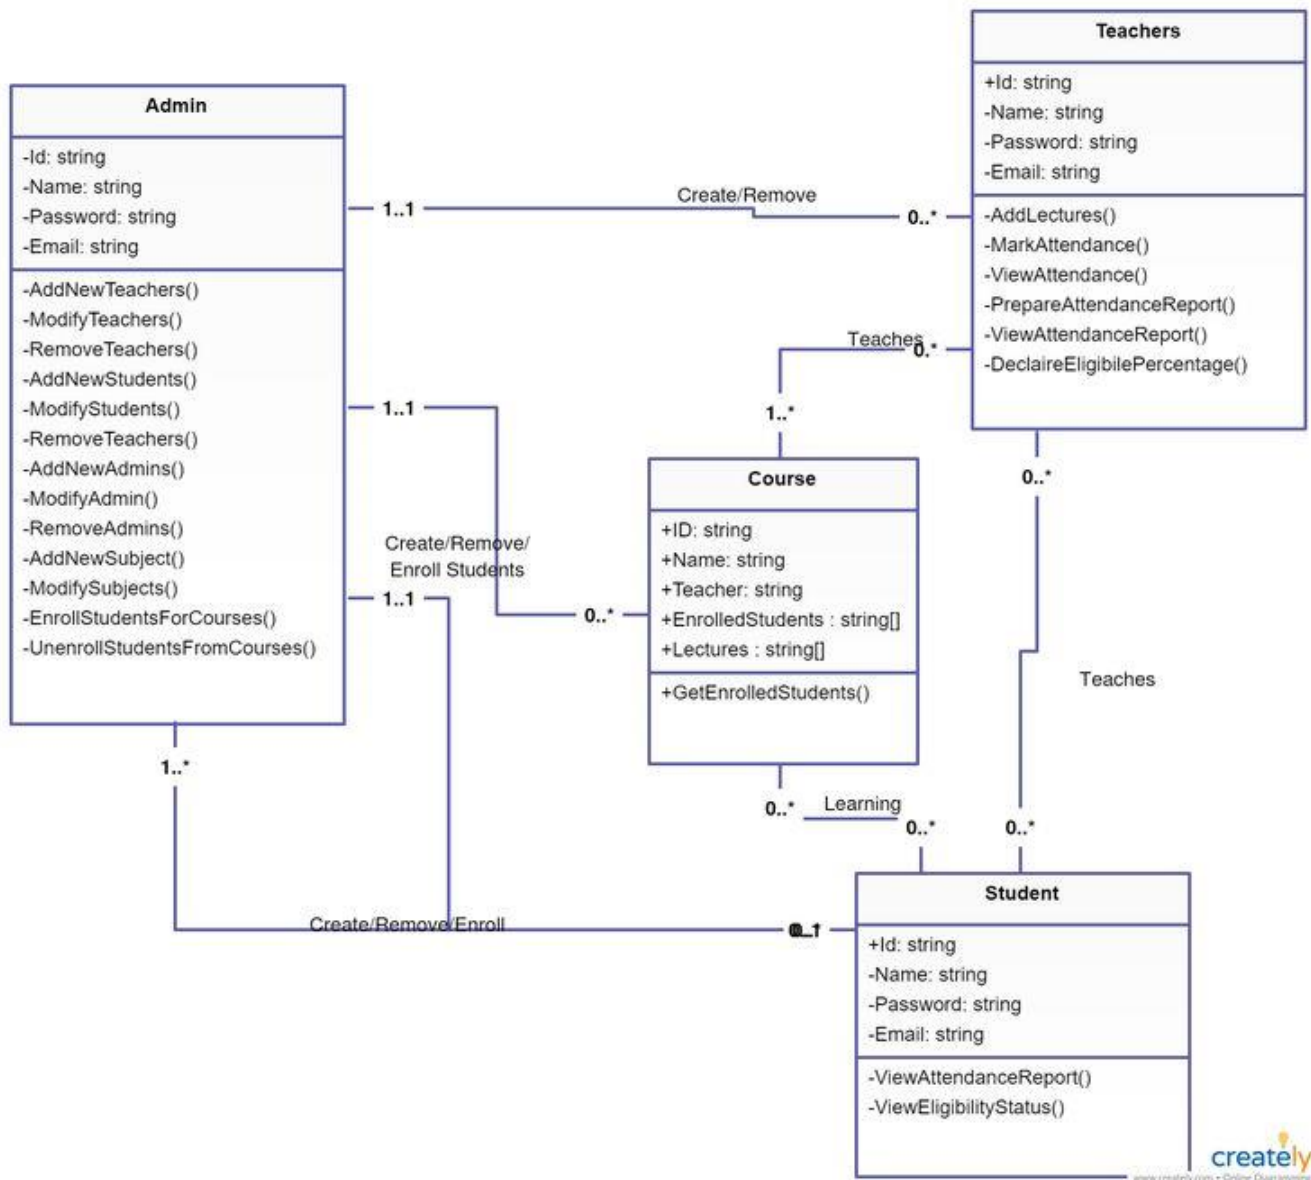 Teachers
+Id: string
-Name: string
-Password: string
-Email: string
-AddLectures()
-MarkAttendance()
-ViewAttendance()
-PrepareAttendanceReport()
-ViewAttendanceReport()
-DeclaireEligibilePercentage()
Admin
-Id: string
-Name: string
-Password: string
-Email: string
-AddNewTeachers()
-ModifyTeachers()
-RemoveTeachers()
-AddNewStudents()
-ModifyStudents()
-RemoveTeachers()
-AddNewAdmins()
-ModifyAdmin()
-RemoveAdmins()
-AddNewSubject()
-ModifySubjects()
-EnrollStudentsForCourses()
-UnenrollStudentsFromCourses()
1..1
Create/Remove
0..*
Teaches
0.*
1..*
1..1
Create/Remove/
Enroll Students
0..*
1..1
Course
+ID: string
+Name: string
+Teacher: string
+EnrolledStudents : string[]
+Lectures : string[]
+GetEnrolledStudents()
0..*
Teaches
0..*
0..*
Learning
0..*
1..*
Create/Remove/Enroll
Student
+Id: string
-Name: string
-Password: string
-Email: string
-ViewAttendanceReport()
-ViewEligibilityStatus()
creately